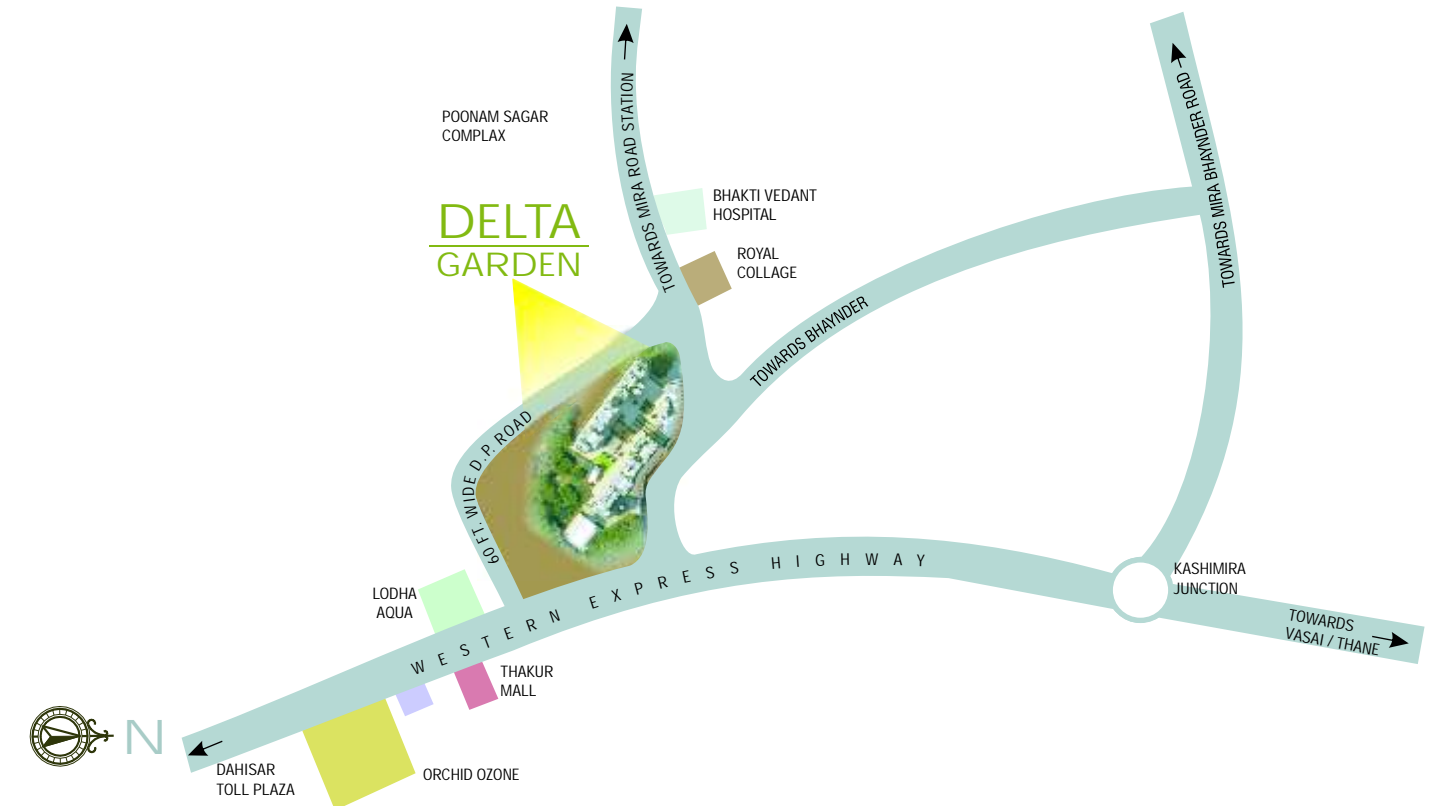 POONAM SAGAR
COMPLAX
DELTA
GARDEN
TOWARDS MIRA ROAD STATION
BHAKTI VEDANT
HOSPITAL
ROYAL
COLLAGE
TOWARDS MIRA BHAYNDER ROAD
TOWARDS BHAYNDER
60 FT. WIDE D.P. ROAD
WESTERN EXPRESS HIGHWAY
KASHIMIRA
JUNCTION
LODHA
AQUA
TOWARDS
VASAI / THANE
THAKUR
MALL
N
DAHISAR
TOLL PLAZA
ORCHID OZONE